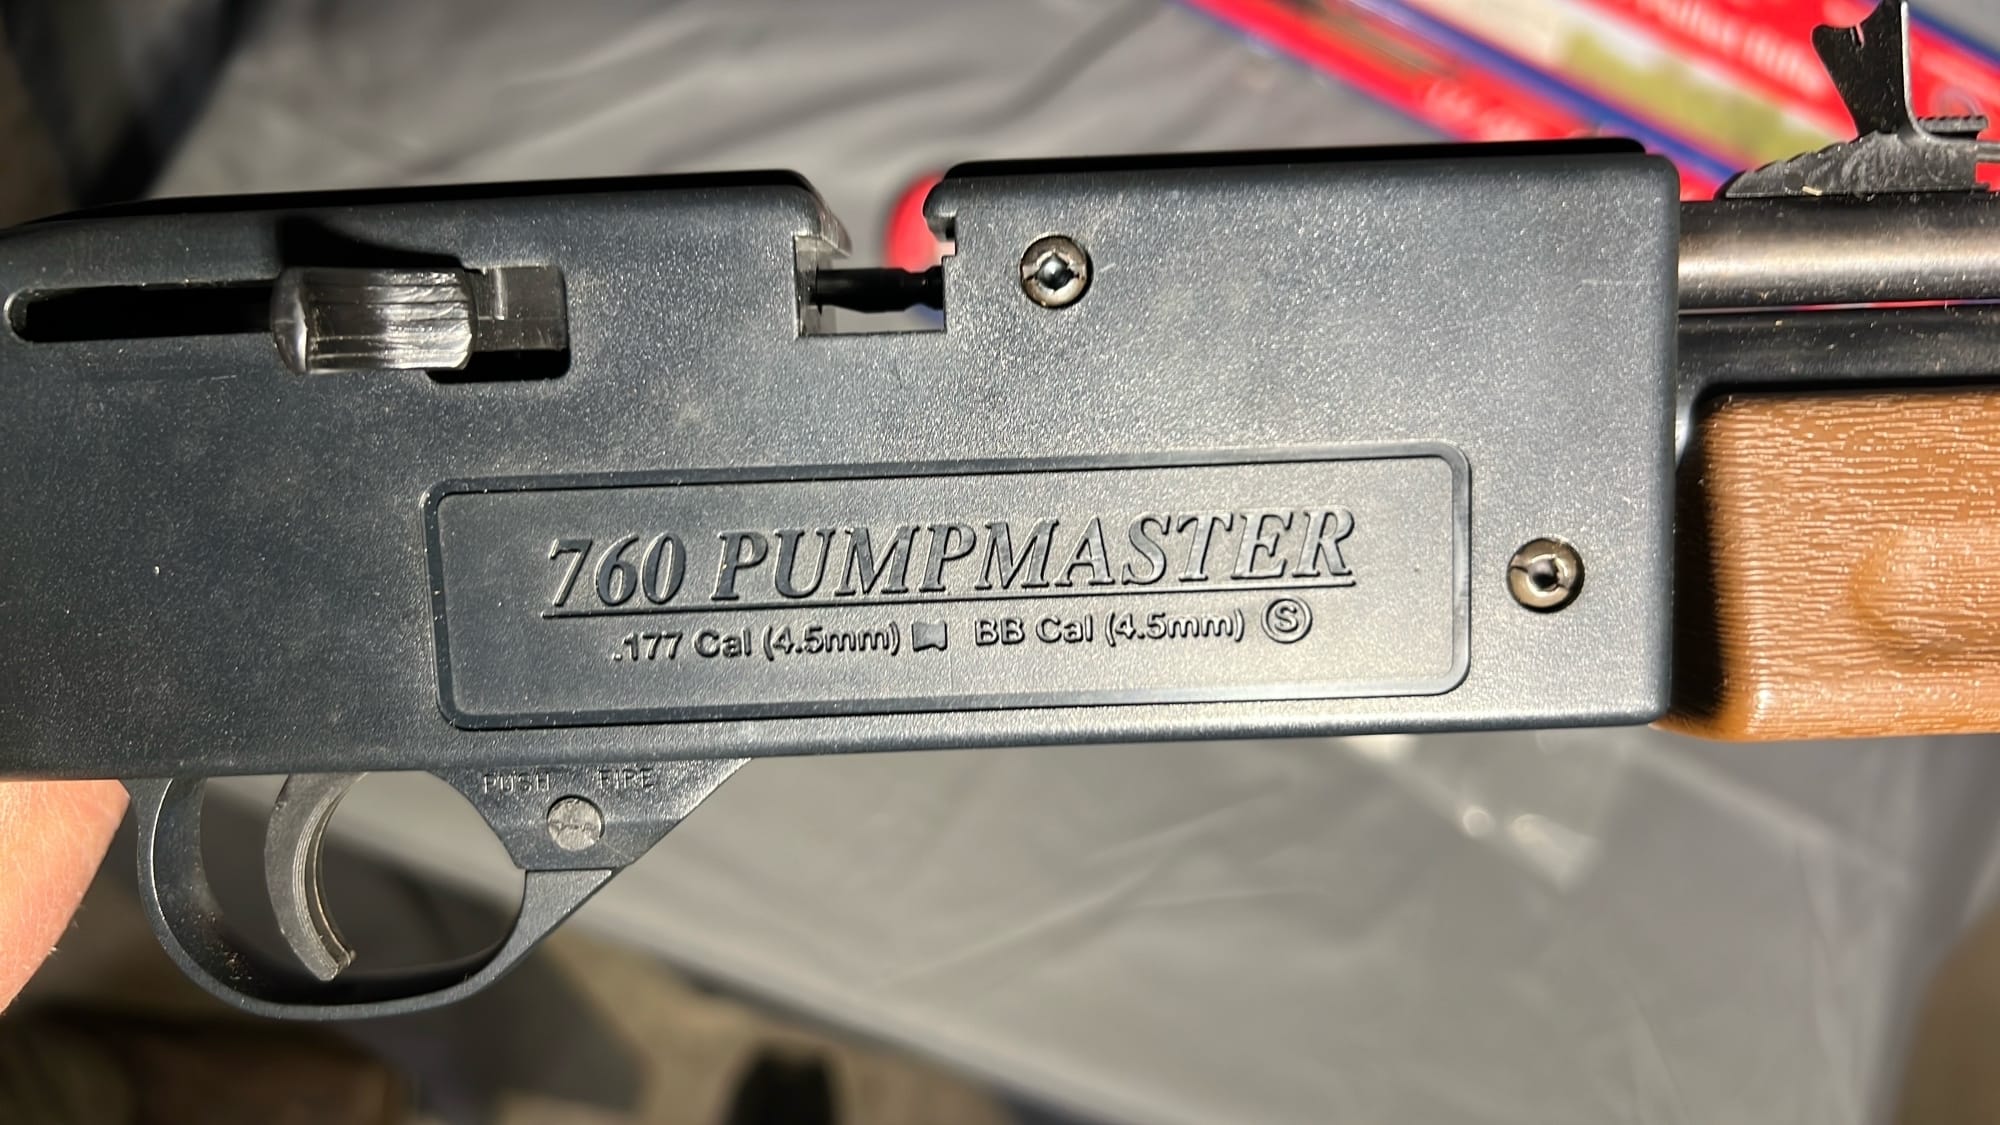 760 PUMPMASTER
.177 Cal (4.5mm) BB Cal (4.5mm) S
PUSH FIRE